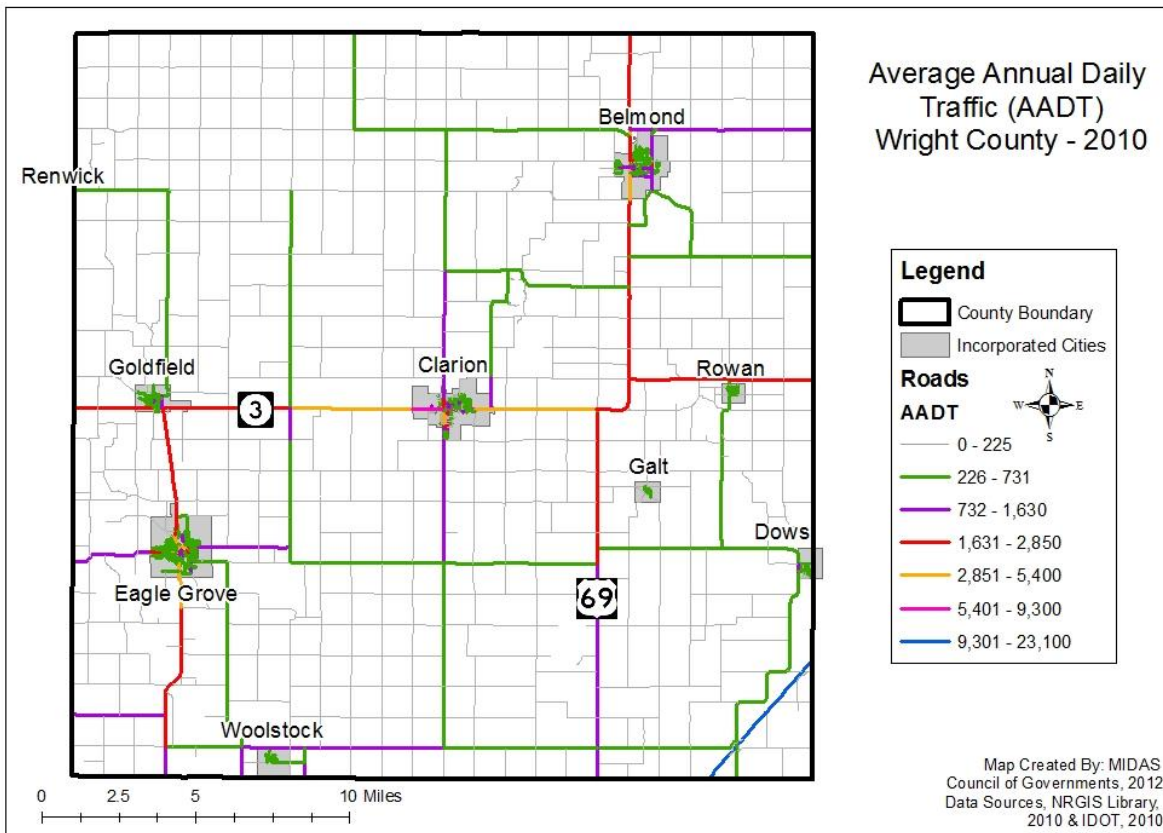 Average Annual Daily
Traffic (AADT)
Wright County - 2010
Belmond
Renwick
Goldfield
Clarion
Rowan
3
Galt
Dows
Eagle Grove
69
Woolstock
Legend
County Boundary
Incorporated Cities
Roads
AADT
N
W E
S
0 - 225
226 - 731
732 - 1,630
1,631 - 2,850
2,851 - 5,400
5,401 - 9,300
9,301 - 23,100
0 2.5 5 10 Miles
Map Created By: MIDAS
Council of Governments, 2012
Data Sources, NRGIS Library,
2010 & IDOT, 2010